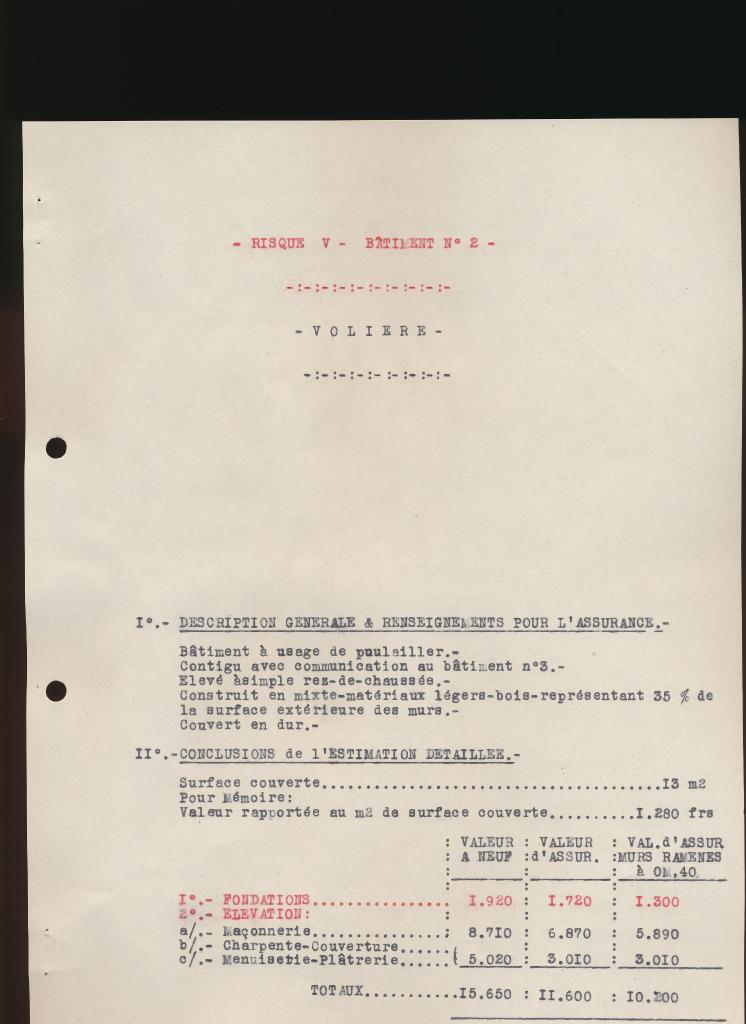 - RISQUE V - BÂTIMENT N° 2 -
-:-:-:-:-:-:-:-:-:-
- V O L I E R E -
-:-:-:-:-:-:-:-:-
I°.- DESCRIPTION GENERALE & RENSEIGNEMENTS POUR L'ASSURANCE.-
Bâtiment à usage de poulailler.-
Contigu avec communication au bâtiment n°3.-
Elevé àsimple rez-de-chaussée.-
Construit en mixte-matériaux légers-bois-représentant 35 % de
la surface extérieure des murs.-
Couvert en dur.-
II°.-CONCLUSIONS de l'ESTIMATION DETAILLEE.-
Surface couverte......................................I3 m2
Pour Mémoire:
Valeur rapportée au m2 de surface couverte..........I.280 frs
: VALEUR : VALEUR : VAL.d'ASSUR
: A NEUF :d'ASSUR. :MURS RAMENES
: : : à OM,40
I°.- FONDATIONS............... I.920 : I.720 : I.300
2°.- ELEVATION: : : :
a/.- Maçonnerie..............; 8.7I0 : 6.870 : 5.890
b/.- Charpente-Couverture.....(
c/.- Menuiserie-Plâtrerie.....( 5.020 : 3.0I0 : 3.0I0
TOTAUX..........I5.650 : II.600 : I0.200